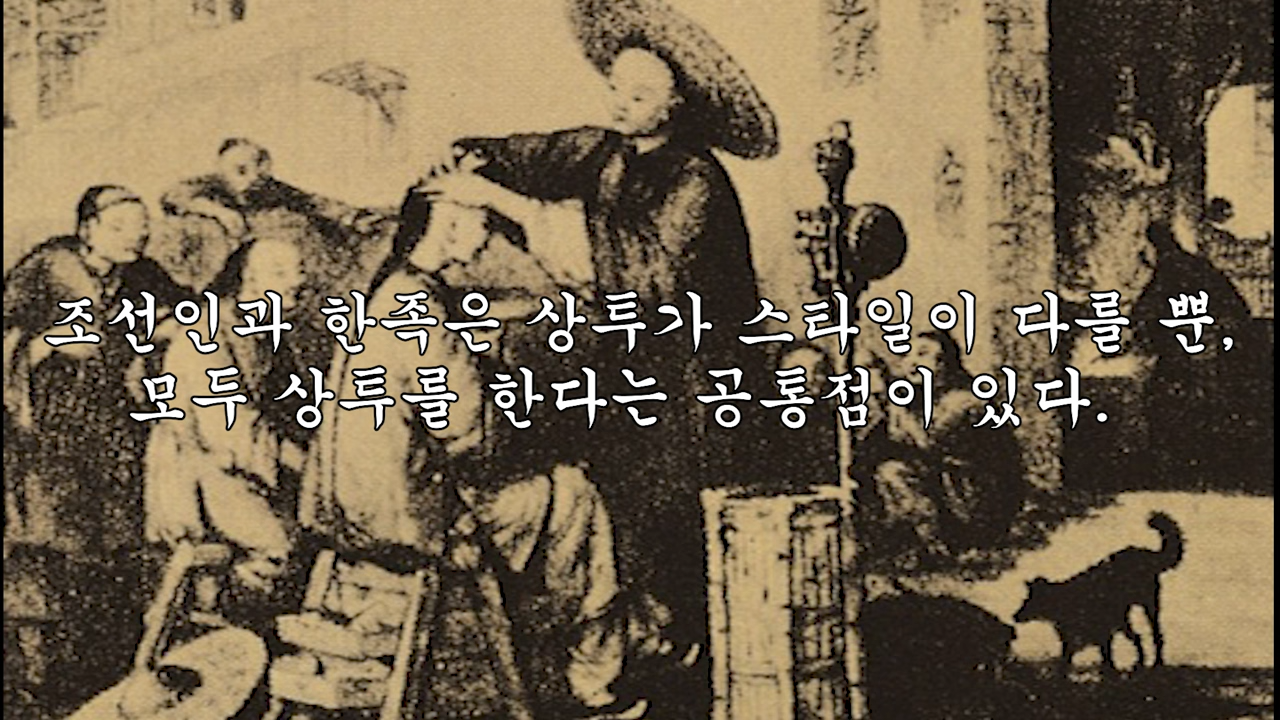 조선인과 한족은 상투가 스타일이 다를 뿐,
모두 상투를 한다는 공통점이 있다.